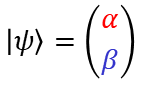 |ψ⟩ = (α
β)